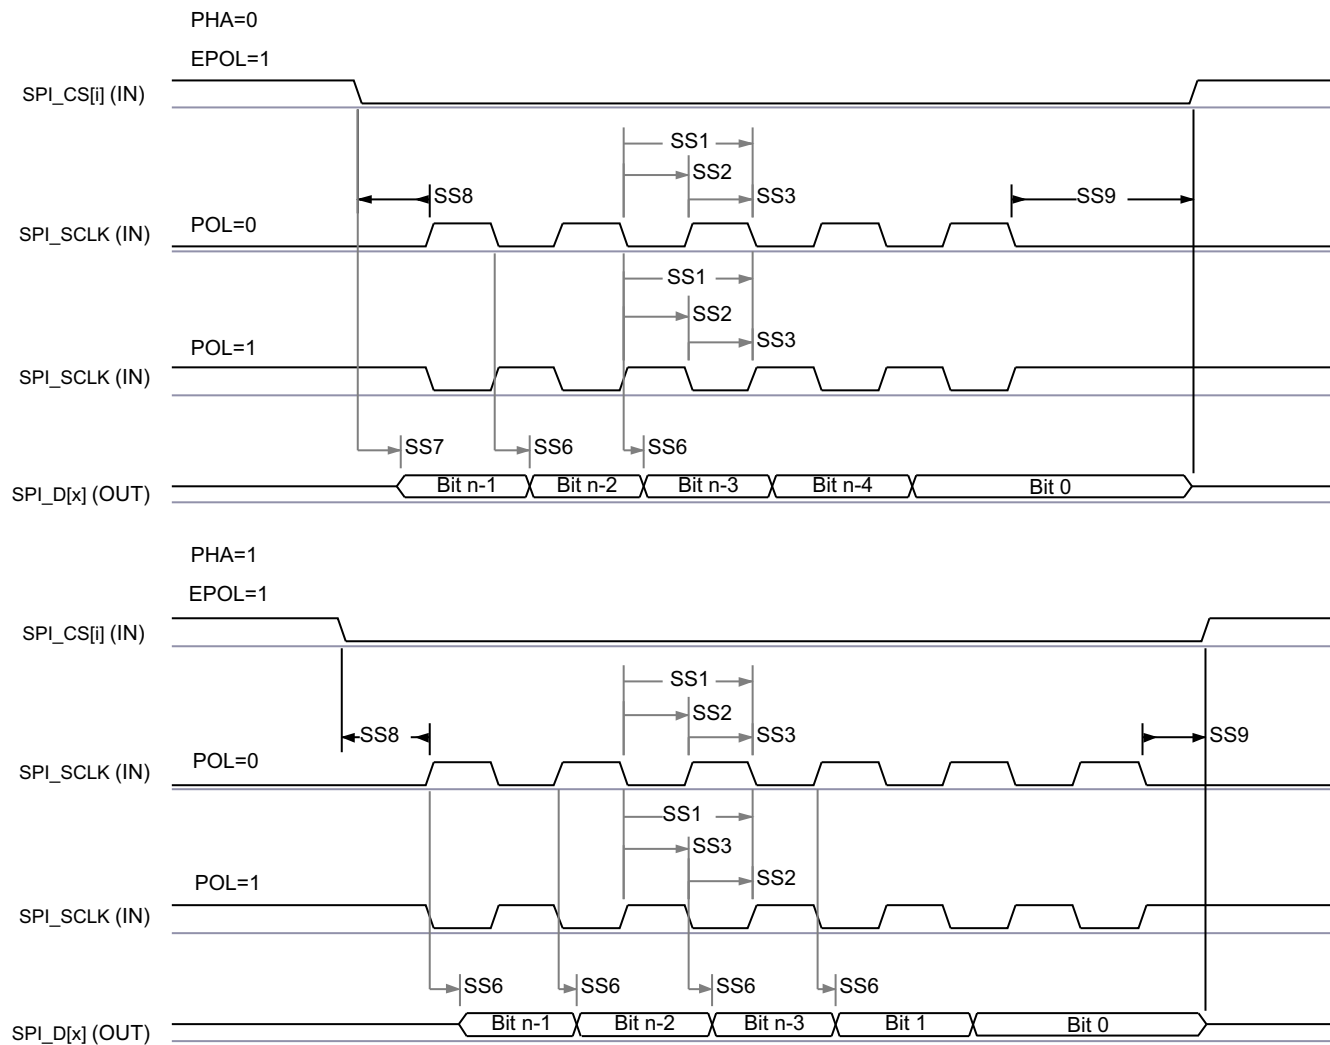 PHA=0
EPOL=1
SPI_CS[i] (IN)
SS1
SS2
SS8 SS3 SS9
POL=0
SPI_SCLK (IN)
SS1
SS2
SS3
POL=1
SPI_SCLK (IN)
SS7 SS6 SS6
SPI_D[x] (OUT) Bit n-1 Bit n-2 Bit n-3 Bit n-4 Bit 0
PHA=1
EPOL=1
SPI_CS[i] (IN)
SS1
SS2
SS8 SS3 SS9
POL=0
SPI_SCLK (IN)
SS1
SS3
SS2
POL=1
SPI_SCLK (IN)
SS6 SS6 SS6 SS6
SPI_D[x] (OUT) Bit n-1 Bit n-2 Bit n-3 Bit 1 Bit 0